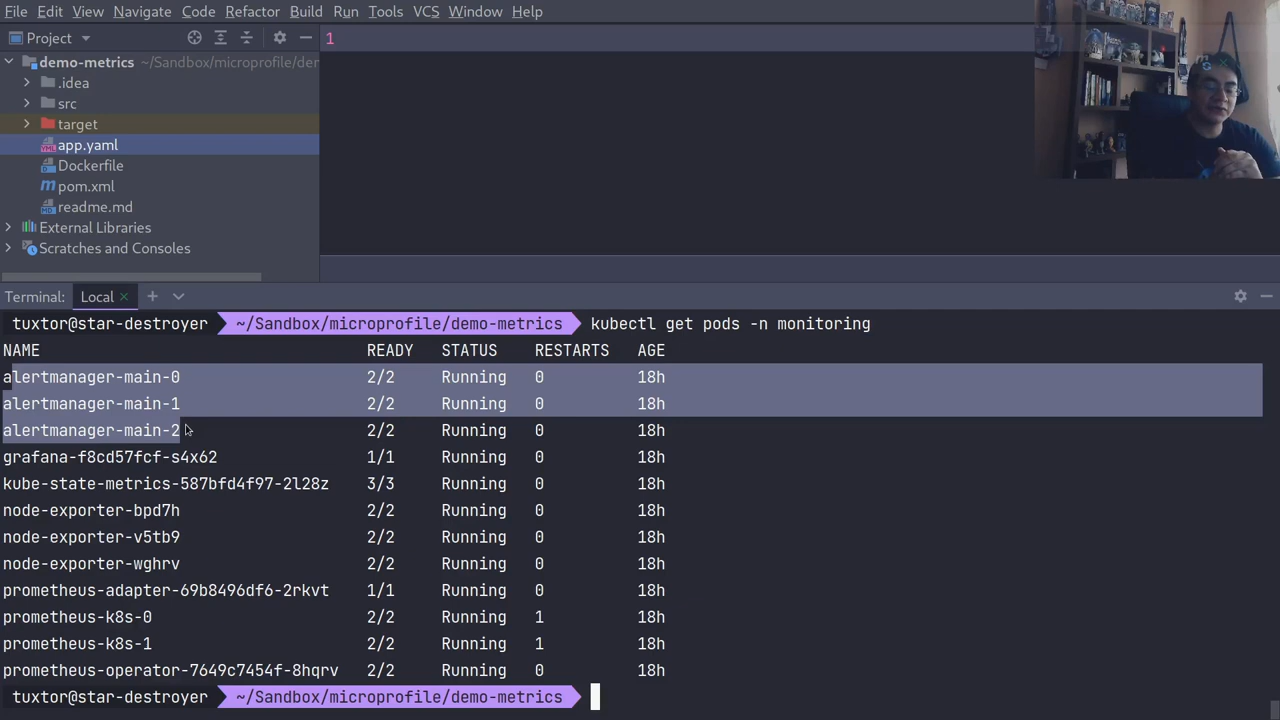 File Edit View Navigate Code Refactor Build Run Tools VCS Window Help
Project
1
demo-metrics ~/Sandbox/microprofile/der
.idea
src
target
app.yaml
Dockerfile
pom.xml
readme.md
External Libraries
Scratches and Consoles
Terminal: Local
tuxtor@star-destroyer ~/Sandbox/microprofile/demo-metrics kubectl get pods -n monitoring
NAME READY STATUS RESTARTS AGE
alertmanager-main-0 2/2 Running 0 18h
alertmanager-main-1 2/2 Running 0 18h
alertmanager-main-2 2/2 Running 0 18h
grafana-f8cd57fcf-s4x62 1/1 Running 0 18h
kube-state-metrics-587bfd4f97-2l28z 3/3 Running 0 18h
node-exporter-bpd7h 2/2 Running 0 18h
node-exporter-v5tb9 2/2 Running 0 18h
node-exporter-wghrv 2/2 Running 0 18h
prometheus-adapter-69b8496df6-2rkvt 1/1 Running 0 18h
prometheus-k8s-0 2/2 Running 1 18h
prometheus-k8s-1 2/2 Running 1 18h
prometheus-operator-7649c7454f-8hqrv 2/2 Running 0 18h
tuxtor@star-destroyer ~/Sandbox/microprofile/demo-metrics